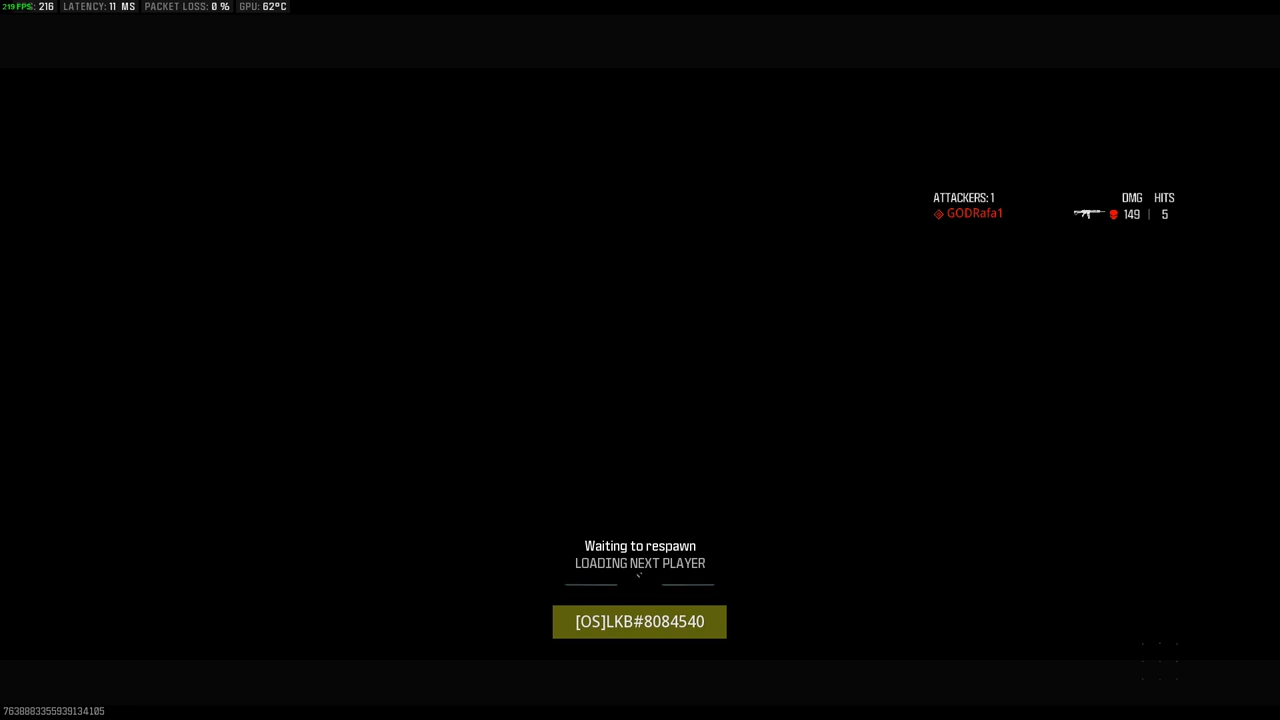 219 FPS: 216 LATENCY: 11 MS PACKET LOSS: 0 % GPU: 62°C
ATTACKERS: 1 DMG HITS
GODRafa1 149 | 5
Waiting to respawn
LOADING NEXT PLAYER
[OS]LKB#8084540
7638883355939134105